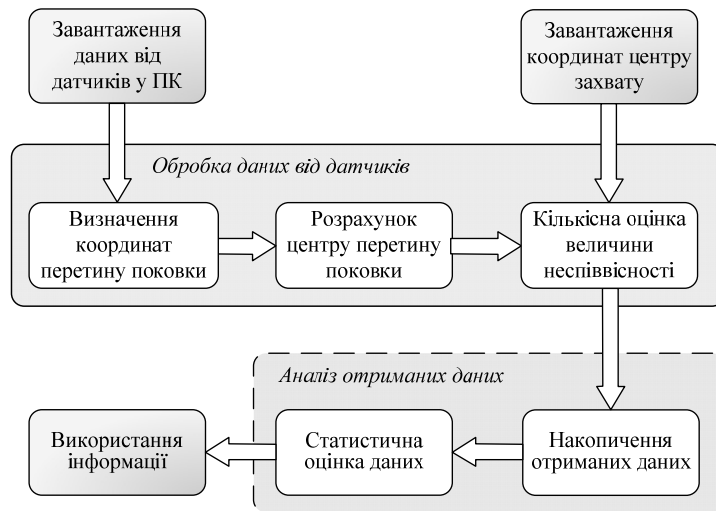 Завантаження
даних від
датчиків у ПК
Завантаження
координат центру
захвату
Обробка даних від датчиків
Визначення
координат
перетину поковки
Розрахунок
центру перетину
поковки
Кількісна оцінка
величини
неспіввісності
Аналіз отриманих даних
Використання
інформації
Статистична
оцінка даних
Накопичення
отриманих даних